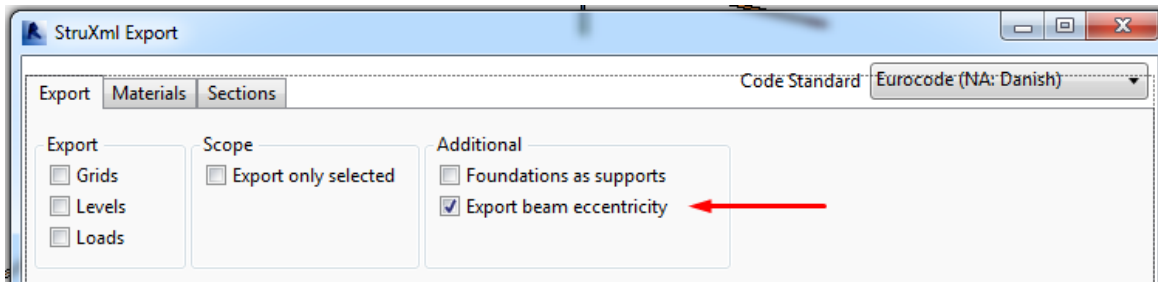 StruXml Export
Code Standard Eurocode (NA: Danish)
Export Materials Sections
Export Scope Additional
Grids Export only selected Foundations as supports
Levels Export beam eccentricity
Loads